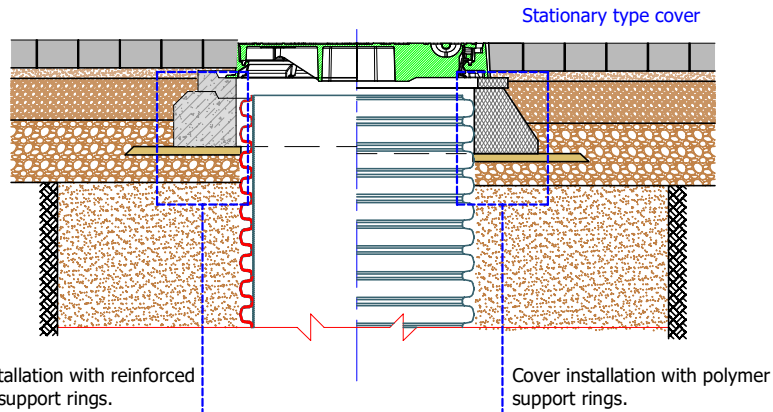 Stationary type cover
tallation with reinforced
support rings.
Cover installation with polymer
support rings.